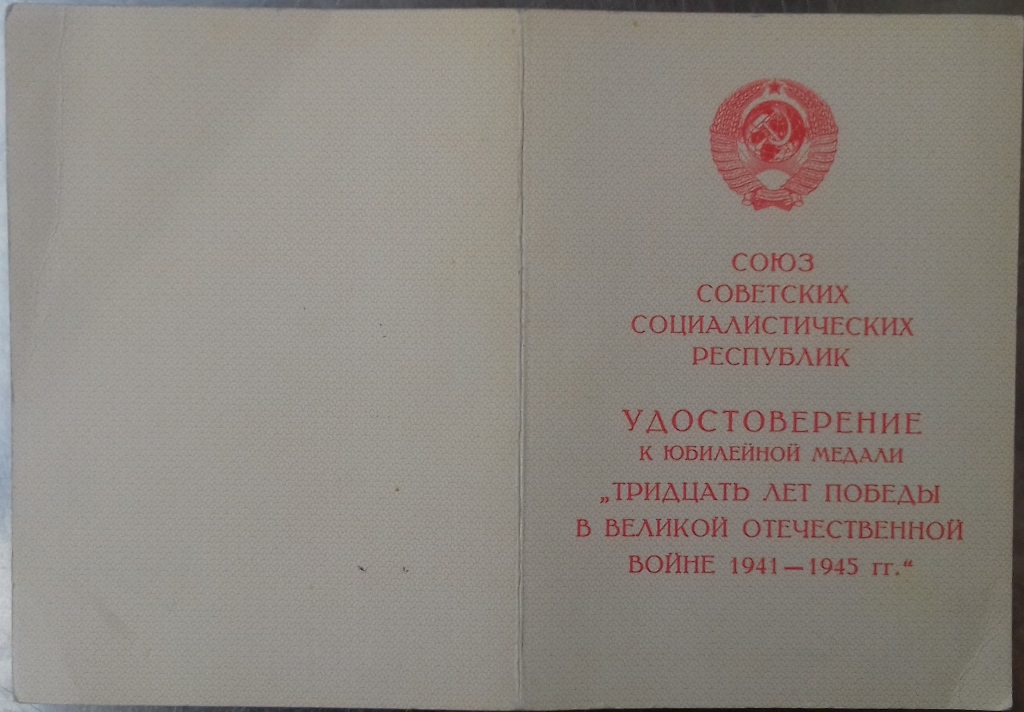 СОЮЗ
СОВЕТСКИХ
СОЦИАЛИСТИЧЕСКИХ
РЕСПУБЛИК
УДОСТОВЕРЕНИЕ
К ЮБИЛЕЙНОЙ МЕДАЛИ
„ТРИДЦАТЬ ЛЕТ ПОБЕДЫ
В ВЕЛИКОЙ ОТЕЧЕСТВЕННОЙ
ВОЙНЕ 1941—1945 гг.“